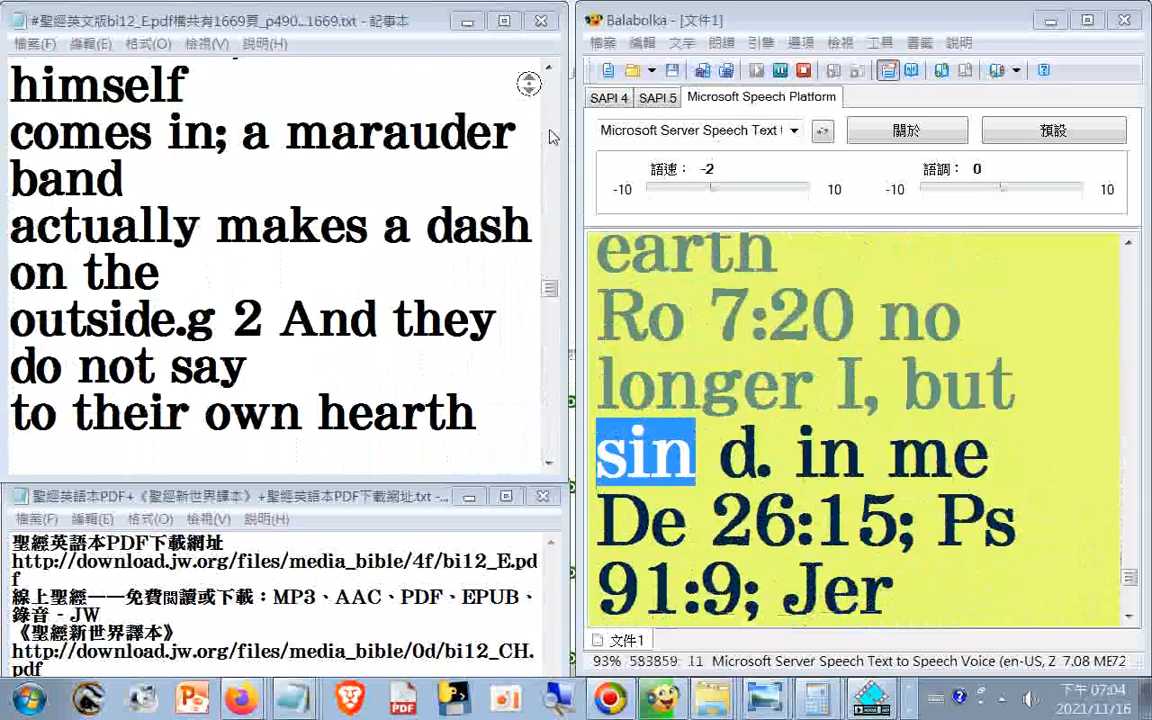 #聖經英文版bi12_E.pdf檔共有1669頁_p490...1669.txt - 記事本
檔案(F) 編輯(E) 格式(O) 檢視(V) 說明(H)
himself
comes in; a marauder
band
actually makes a dash
on the
outside.g 2 And they
do not say
to their own hearth
聖經英語本PDF+《聖經新世界譯本》+聖經英語本PDF下載網址.txt -...
檔案(F) 編輯(E) 格式(O) 檢視(V) 說明(H)
聖經英語本PDF下載網址
http://download.jw.org/files/media_bible/4f/bi12_E.pd
f
線上聖經——免費閱讀或下載：MP3、AAC、PDF、EPUB、
錄音 - JW
《聖經新世界譯本》
http://download.jw.org/files/media_bible/0d/bi12_CH.
pdf
Balabolka - [文件1]
檔案 編輯 文字 朗讀 引擎 選項 檢視 工具 書籤 說明
SAPI 4 SAPI 5 Microsoft Speech Platform
Microsoft Server Speech Text 關於 預設
語速： -2 語調： 0
-10 10 -10 10
earth
Ro 7:20 no
longer I, but
sin d. in me
De 26:15; Ps
91:9; Jer
文件1
93% 583859 : 11 Microsoft Server Speech Text to Speech Voice (en-US, Z 7.08 ME72
下午 07:04
2021/11/16